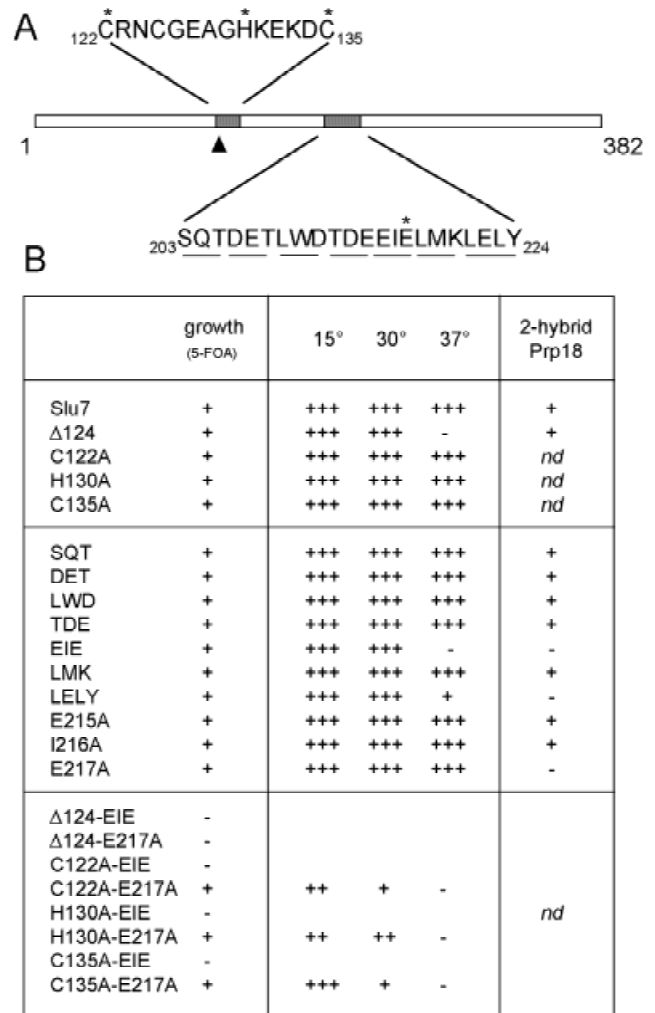 A
* * *
122CRNCGEAGHKEKDC135
1 382
*
203SQTDETLWDTDEEIELMKLELY224
B
growth (5-FOA) 15° 30° 37° 2-hybrid Prp18
Slu7 + +++ +++ +++ +
Δ124 + +++ +++ - +
C122A + +++ +++ +++ nd
H130A + +++ +++ +++ nd
C135A + +++ +++ +++ nd
SQT + +++ +++ +++ +
DET + +++ +++ +++ +
LWD + +++ +++ +++ +
TDE + +++ +++ +++ +
EIE + +++ +++ - -
LMK + +++ +++ +++ +
LELY + +++ +++ + -
E215A + +++ +++ +++ +
I216A + +++ +++ +++ +
E217A + +++ +++ +++ -
Δ124-EIE -
Δ124-E217A -
C122A-EIE -
C122A-E217A + ++ + -
H130A-EIE - nd
H130A-E217A + ++ ++ -
C135A-EIE -
C135A-E217A + +++ + -